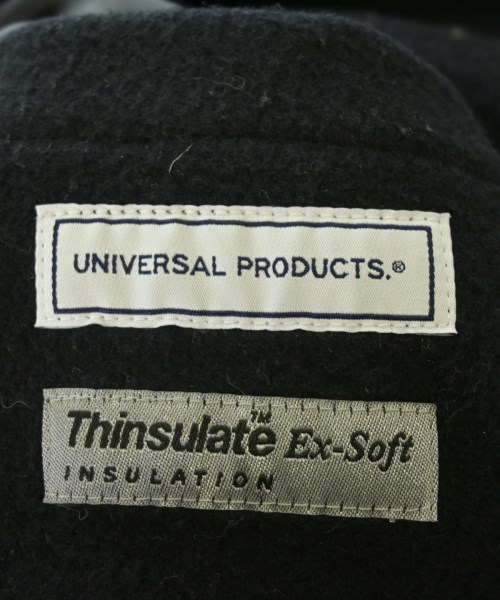 UNIVERSAL PRODUCTS.®
Thinsulate™ Ex-Soft
INSULATION